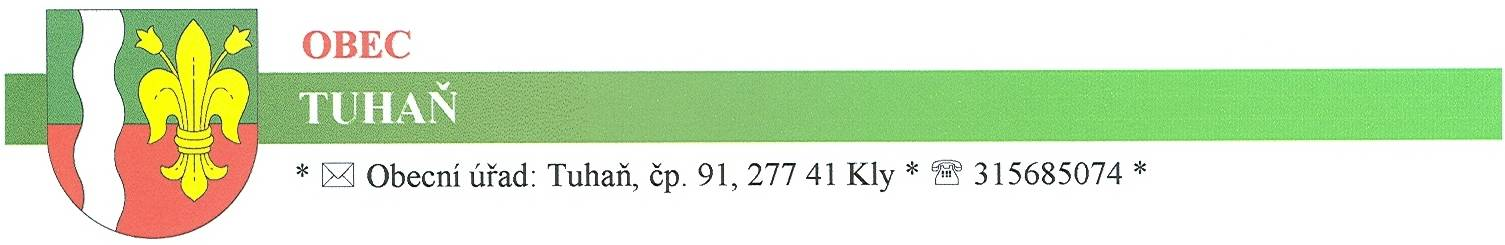 OBEC
TUHAŇ
* ✉ Obecní úřad: Tuhaň, čp. 91, 277 41 Kly * ☏ 315685074 *